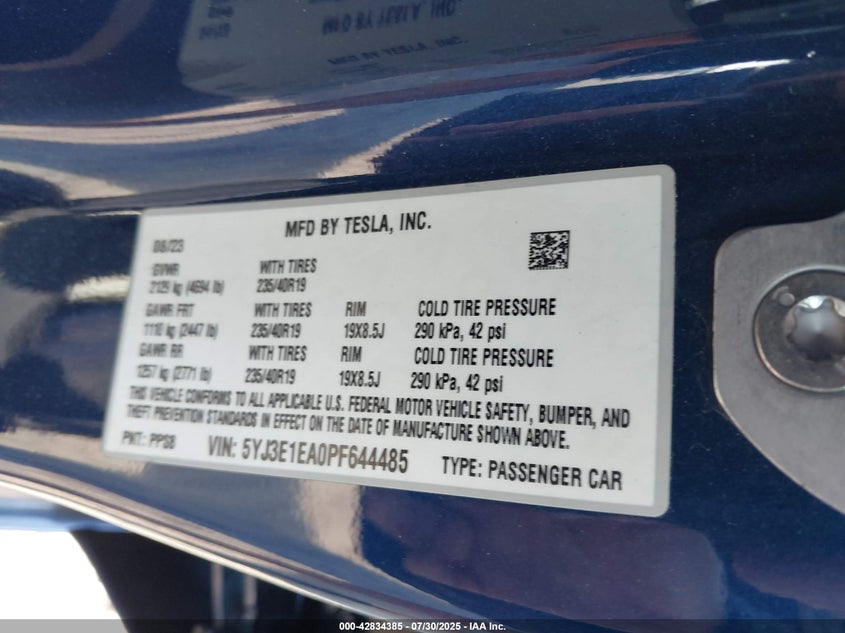 MFD BY TESLA, INC.
08/23
GVWR WITH TIRES
2129 kg (4694 lb) 235/40R19
GAWR FRT WITH TIRES RIM COLD TIRE PRESSURE
1110 kg (2447 lb) 235/40R19 19X8.5J 290 kPa, 42 psi
GAWR RR WITH TIRES RIM COLD TIRE PRESSURE
1257 kg (2771 lb) 235/40R19 19X8.5J 290 kPa, 42 psi
THIS VEHICLE CONFORMS TO ALL APPLICABLE U.S. FEDERAL MOTOR VEHICLE SAFETY, BUMPER, AND
THEFT PREVENTION STANDARDS IN EFFECT ON THE DATE OF MANUFACTURE SHOWN ABOVE.
PNT: PPSB VIN: 5YJ3E1EA0PF644485 TYPE: PASSENGER CAR
000-42834385 - 07/30/2025 - IAA Inc.